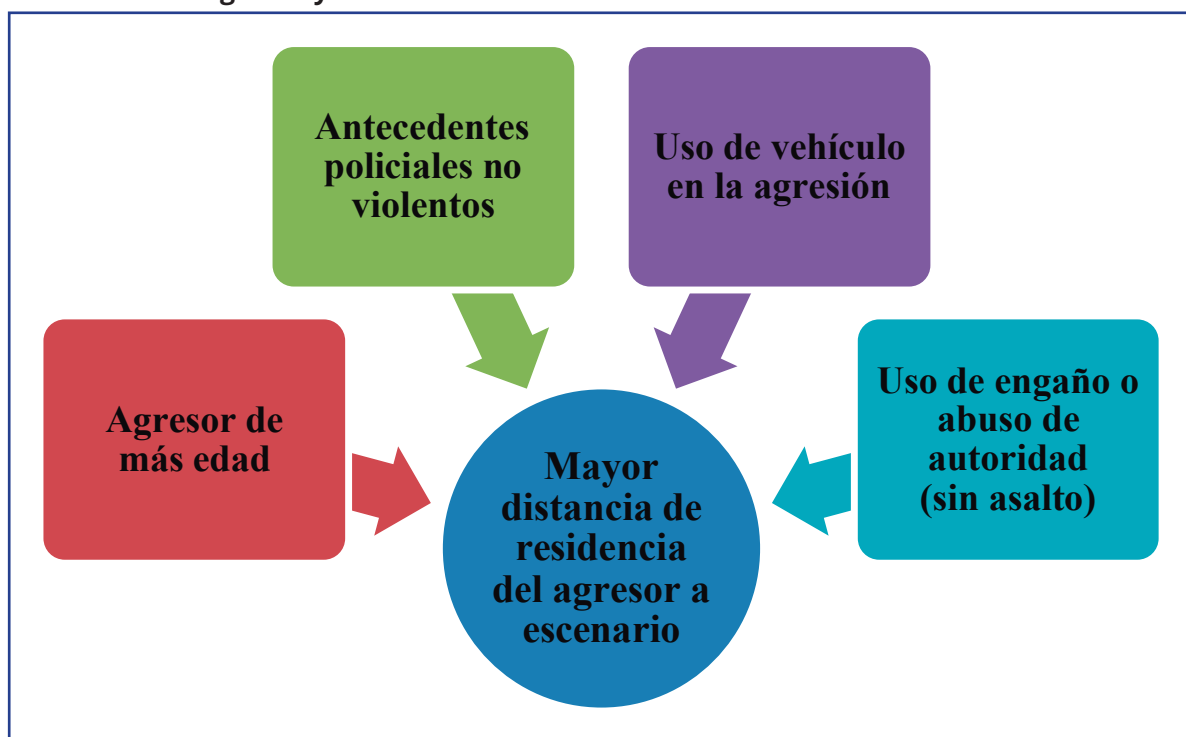 Antecedentes
policiales no
violentos
Uso de vehículo
en la agresión
Agresor de
más edad
Uso de engaño o
abuso de
autoridad
(sin asalto)
Mayor
distancia de
residencia
del agresor a
escenario